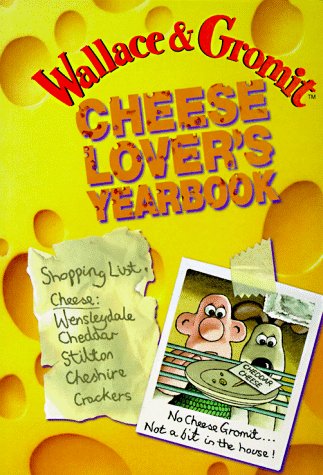 Wallace & Gromit™
CHEESE
LOVER'S
YEARBOOK
Shopping List.
Cheese:
Wensleydale
Cheddar
Stilton
Cheshire
Crackers
CHEDDAR
CHEESE
No Cheese Gromit...
Not a bit in the house!